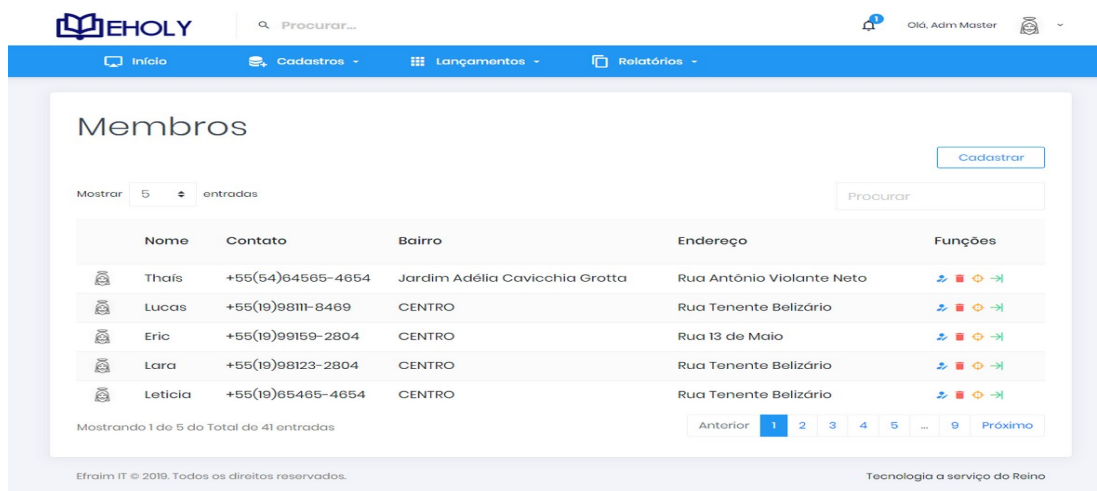 EHOLY Procurar... 1 Olá, Adm Master
Início Cadastros Lançamentos Relatórios
Membros
Cadastrar
Mostrar 5 entradas Procurar
Nome Contato Bairro Endereço Funções
Thaís +55(54)64565-4654 Jardim Adélia Cavicchia Grotta Rua Antônio Violante Neto
Lucas +55(19)98111-8469 CENTRO Rua Tenente Belizário
Eric +55(19)99159-2804 CENTRO Rua 13 de Maio
Lara +55(19)98123-2804 CENTRO Rua Tenente Belizário
Leticia +55(19)65465-4654 CENTRO Rua Tenente Belizário
Mostrando 1 de 5 do Total de 41 entradas Anterior 1 2 3 4 5 ... 9 Próximo
Efraim IT © 2019. Todos os direitos reservados. Tecnologia a serviço do Reino